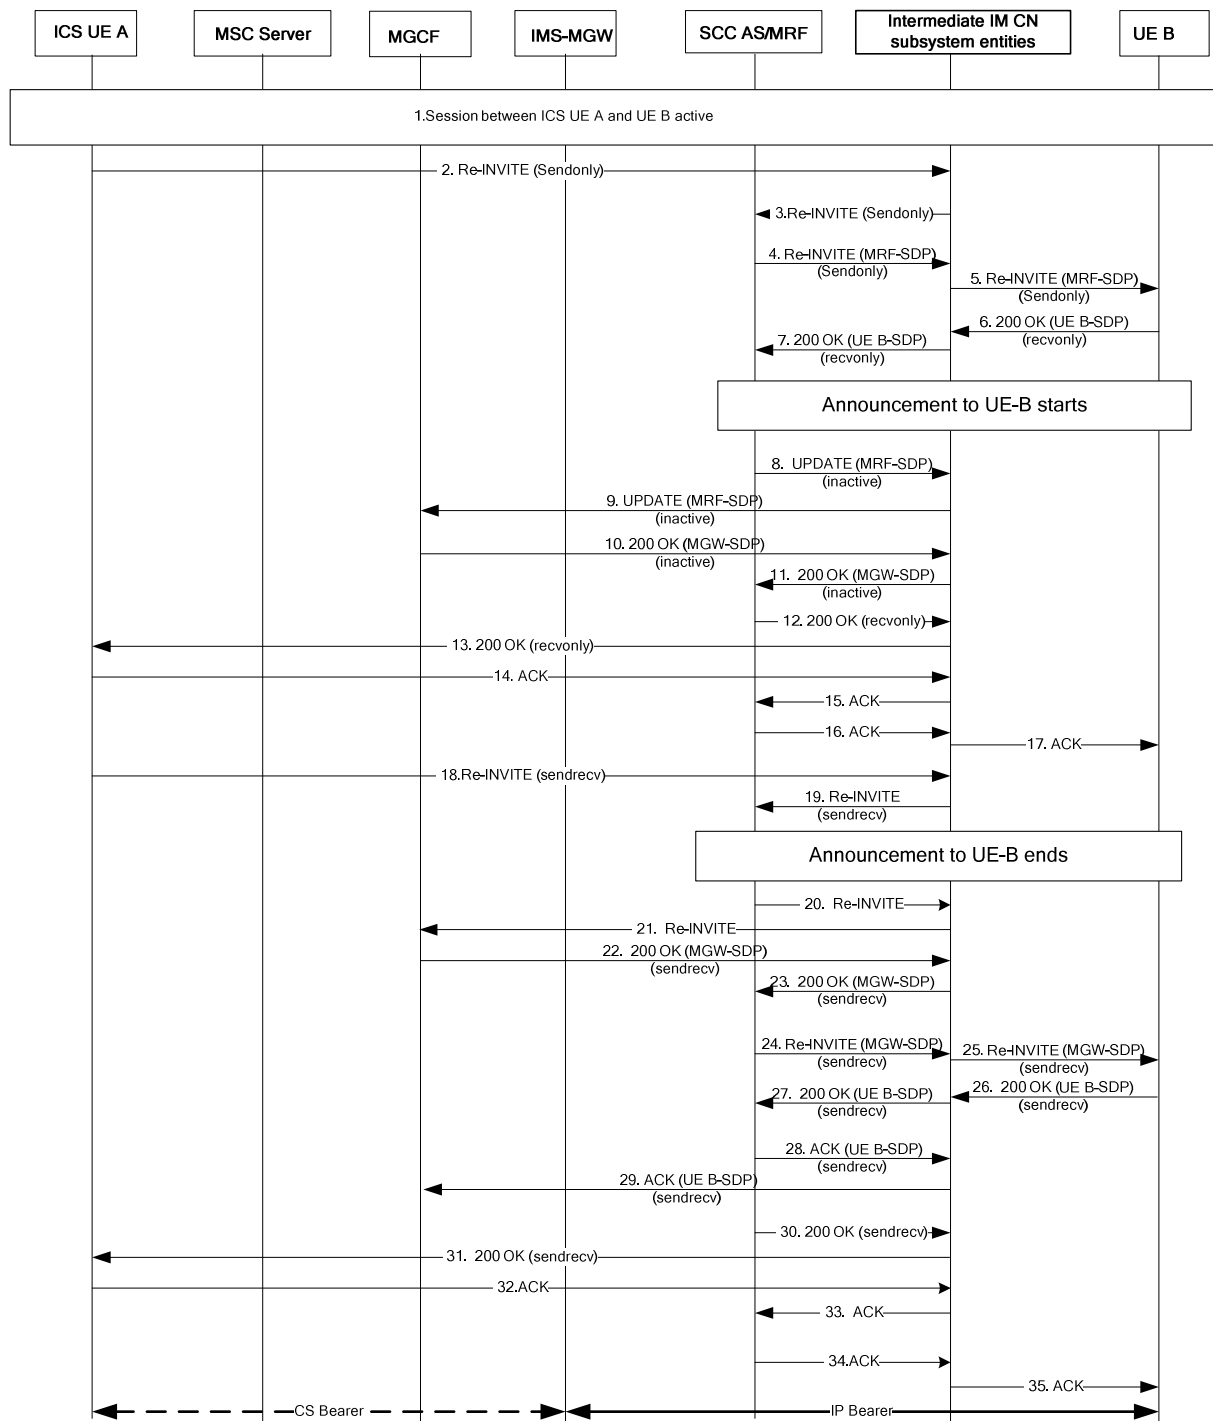 ICS UE A
MSC Server
MGCF
IMS-MGW
SCC AS/MRF
Intermediate IM CN
subsystem entities
UE B
1.Session between ICS UE A and UE B active
2. Re-INVITE (Sendonly)
3.Re-INVITE (Sendonly)
4. Re-INVITE (MRF-SDP)
(Sendonly)
5. Re-INVITE (MRF-SDP)
(Sendonly)
6. 200 OK (UE B-SDP)
(recvonly)
7. 200 OK (UE B-SDP)
(recvonly)
Announcement to UE-B starts
8. UPDATE (MRF-SDP)
(inactive)
9. UPDATE (MRF-SDP)
(inactive)
10. 200 OK (MGW-SDP)
(inactive)
11. 200 OK (MGW-SDP)
(inactive)
12. 200 OK (recvonly)
13. 200 OK (recvonly)
14. ACK
15. ACK
16. ACK
17. ACK
18.Re-INVITE (sendrecv)
19. Re-INVITE
(sendrecv)
Announcement to UE-B ends
20. Re-INVITE
21. Re-INVITE
22. 200 OK (MGW-SDP)
(sendrecv)
23. 200 OK (MGW-SDP)
(sendrecv)
24. Re-INVITE (MGW-SDP)
(sendrecv)
25. Re-INVITE (MGW-SDP)
(sendrecv)
26. 200 OK (UE B-SDP)
(sendrecv)
27. 200 OK (UE B-SDP)
(sendrecv)
28. ACK (UE B-SDP)
(sendrecv)
29. ACK (UE B-SDP)
(sendrecv)
30. 200 OK (sendrecv)
31. 200 OK (sendrecv)
32.ACK
33. ACK
34.ACK
35. ACK
CS Bearer
IP Bearer